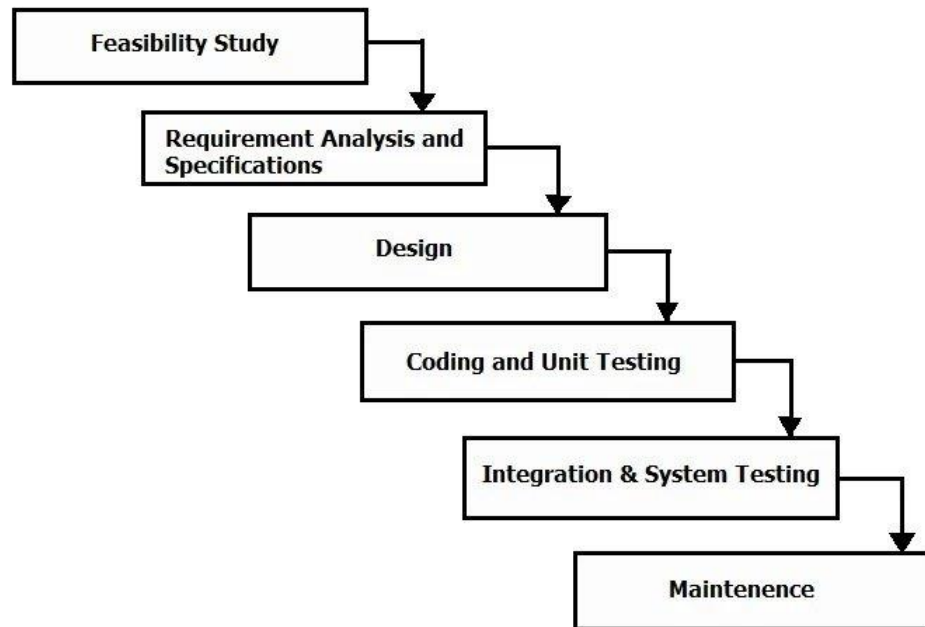 Feasibility Study
Requirement Analysis and
Specifications
Design
Coding and Unit Testing
Integration & System Testing
Maintenence